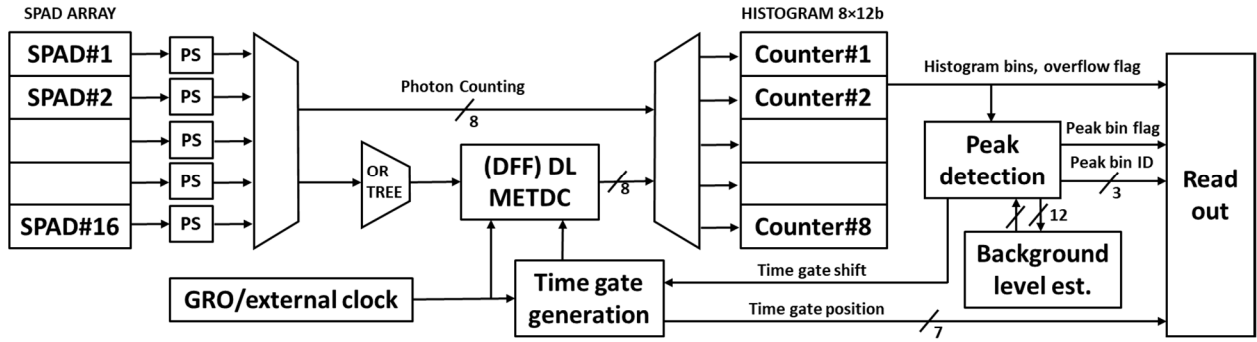 SPAD ARRAY
HISTOGRAM 8×12b
SPAD#1
PS
Counter#1
Histogram bins, overflow flag
SPAD#2
PS
Photon Counting
8
Counter#2
PS
OR
TREE
(DFF) DL
METDC
8
Peak
detection
Peak bin flag
Peak bin ID
3
Read
out
PS
SPAD#16
PS
Counter#8
12
Background
level est.
GRO/external clock
Time gate
generation
Time gate shift
Time gate position
7